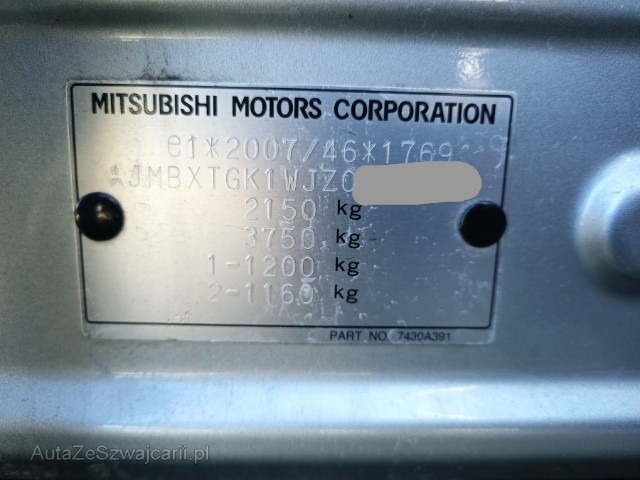 MITSUBISHI MOTORS CORPORATION
e1*2007/46*1769
JMBXTGK1WJZ0
2150 kg
3750 kg
1-1200 kg
2-1160 kg
PART NO. 7430A391
AutaZeSzwajcarii.pl